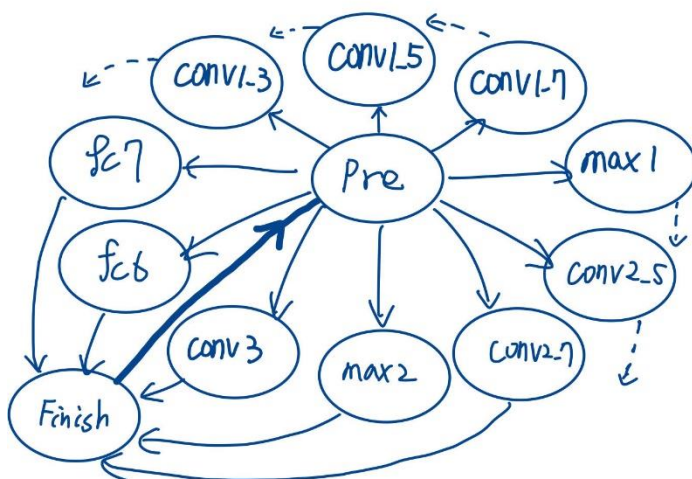 conv1_3
conv1_5
conv1_7
fc7
Pre
max1
fc6
conv2_5
conv3
max2
conv2_7
Finish